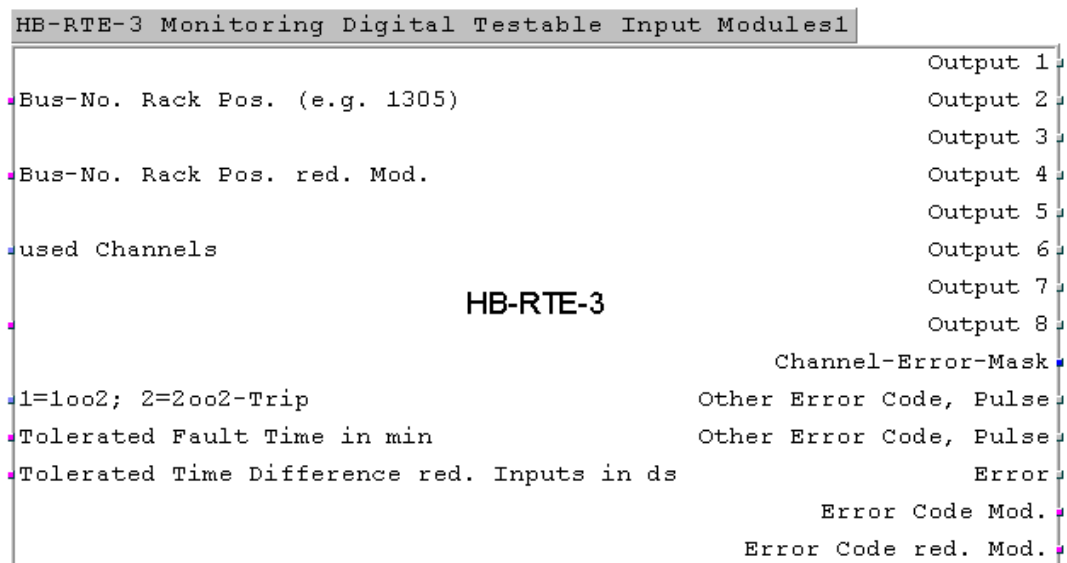 HB-RTE-3 Monitoring Digital Testable Input Modules1
Output 1
Bus-No. Rack Pos. (e.g. 1305) Output 2
Output 3
Bus-No. Rack Pos. red. Mod. Output 4
Output 5
used Channels Output 6
Output 7
HB-RTE-3
Output 8
Channel-Error-Mask
1=1oo2; 2=2oo2-Trip Other Error Code, Pulse
Tolerated Fault Time in min Other Error Code, Pulse
Tolerated Time Difference red. Inputs in ds Error
Error Code Mod.
Error Code red. Mod.